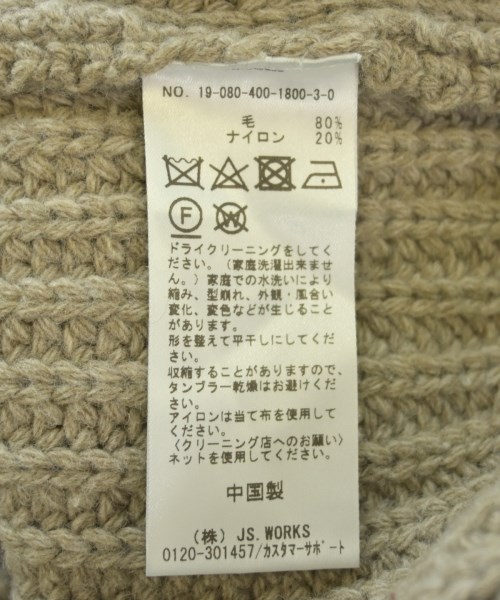 NO. 19-080-400-1800-3-0
毛 80%
ナイロン 20%
F
W
ドライクリーニングをしてく
ださい。〈家庭洗濯出来ませ
ん。〉家庭での水洗いにより
縮み、型崩れ、外観・風合い
変化、変色などが生じること
があります。
形を整えて平干しにしてくだ
さい。
収縮することがありますので、
タンブラー乾燥はお避けくだ
さい。
アイロンは当て布を使用して
ください。
〈クリーニング店へのお願い〉
ネットを使用してください。
中国製
(株) JS.WORKS
0120-301457/カスタマーサポート